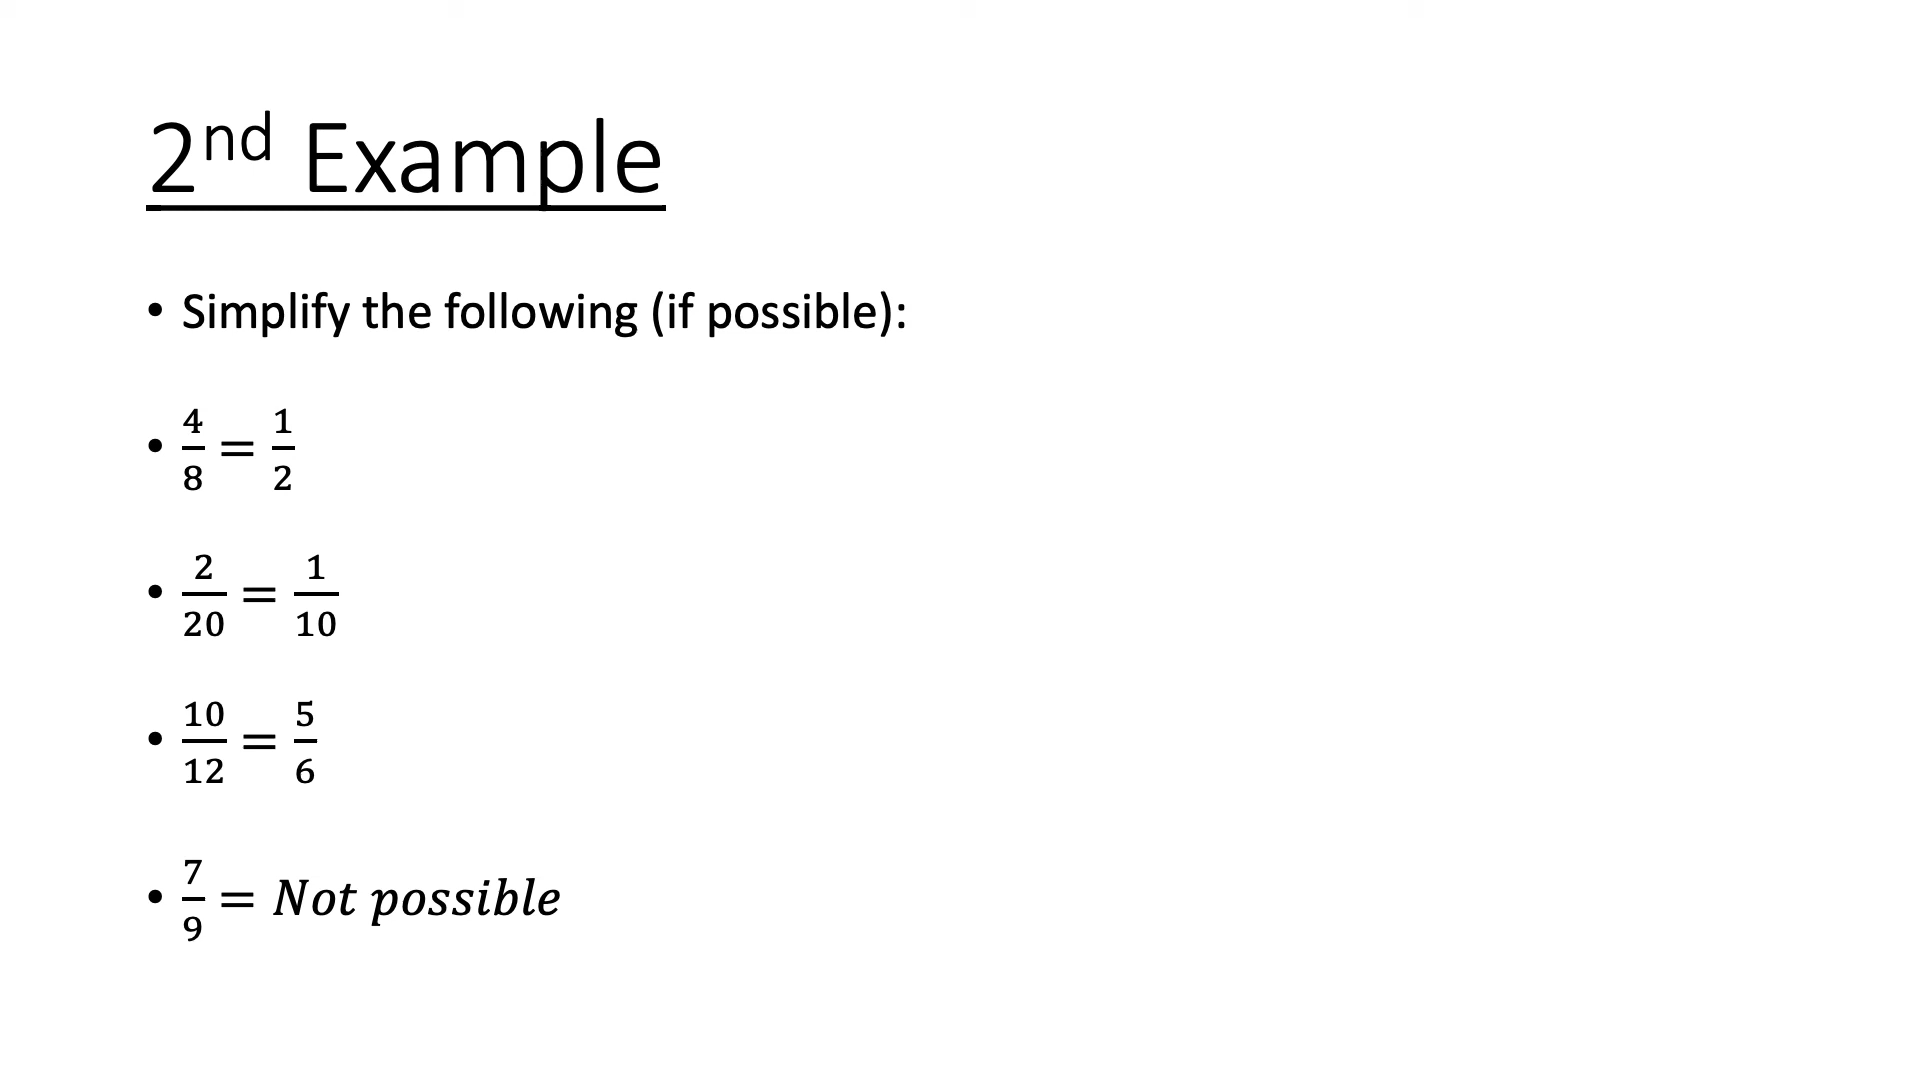 2nd Example
• Simplify the following (if possible):
• 4/8 = 1/2
• 2/20 = 1/10
• 10/12 = 5/6
• 7/9 = Not possible